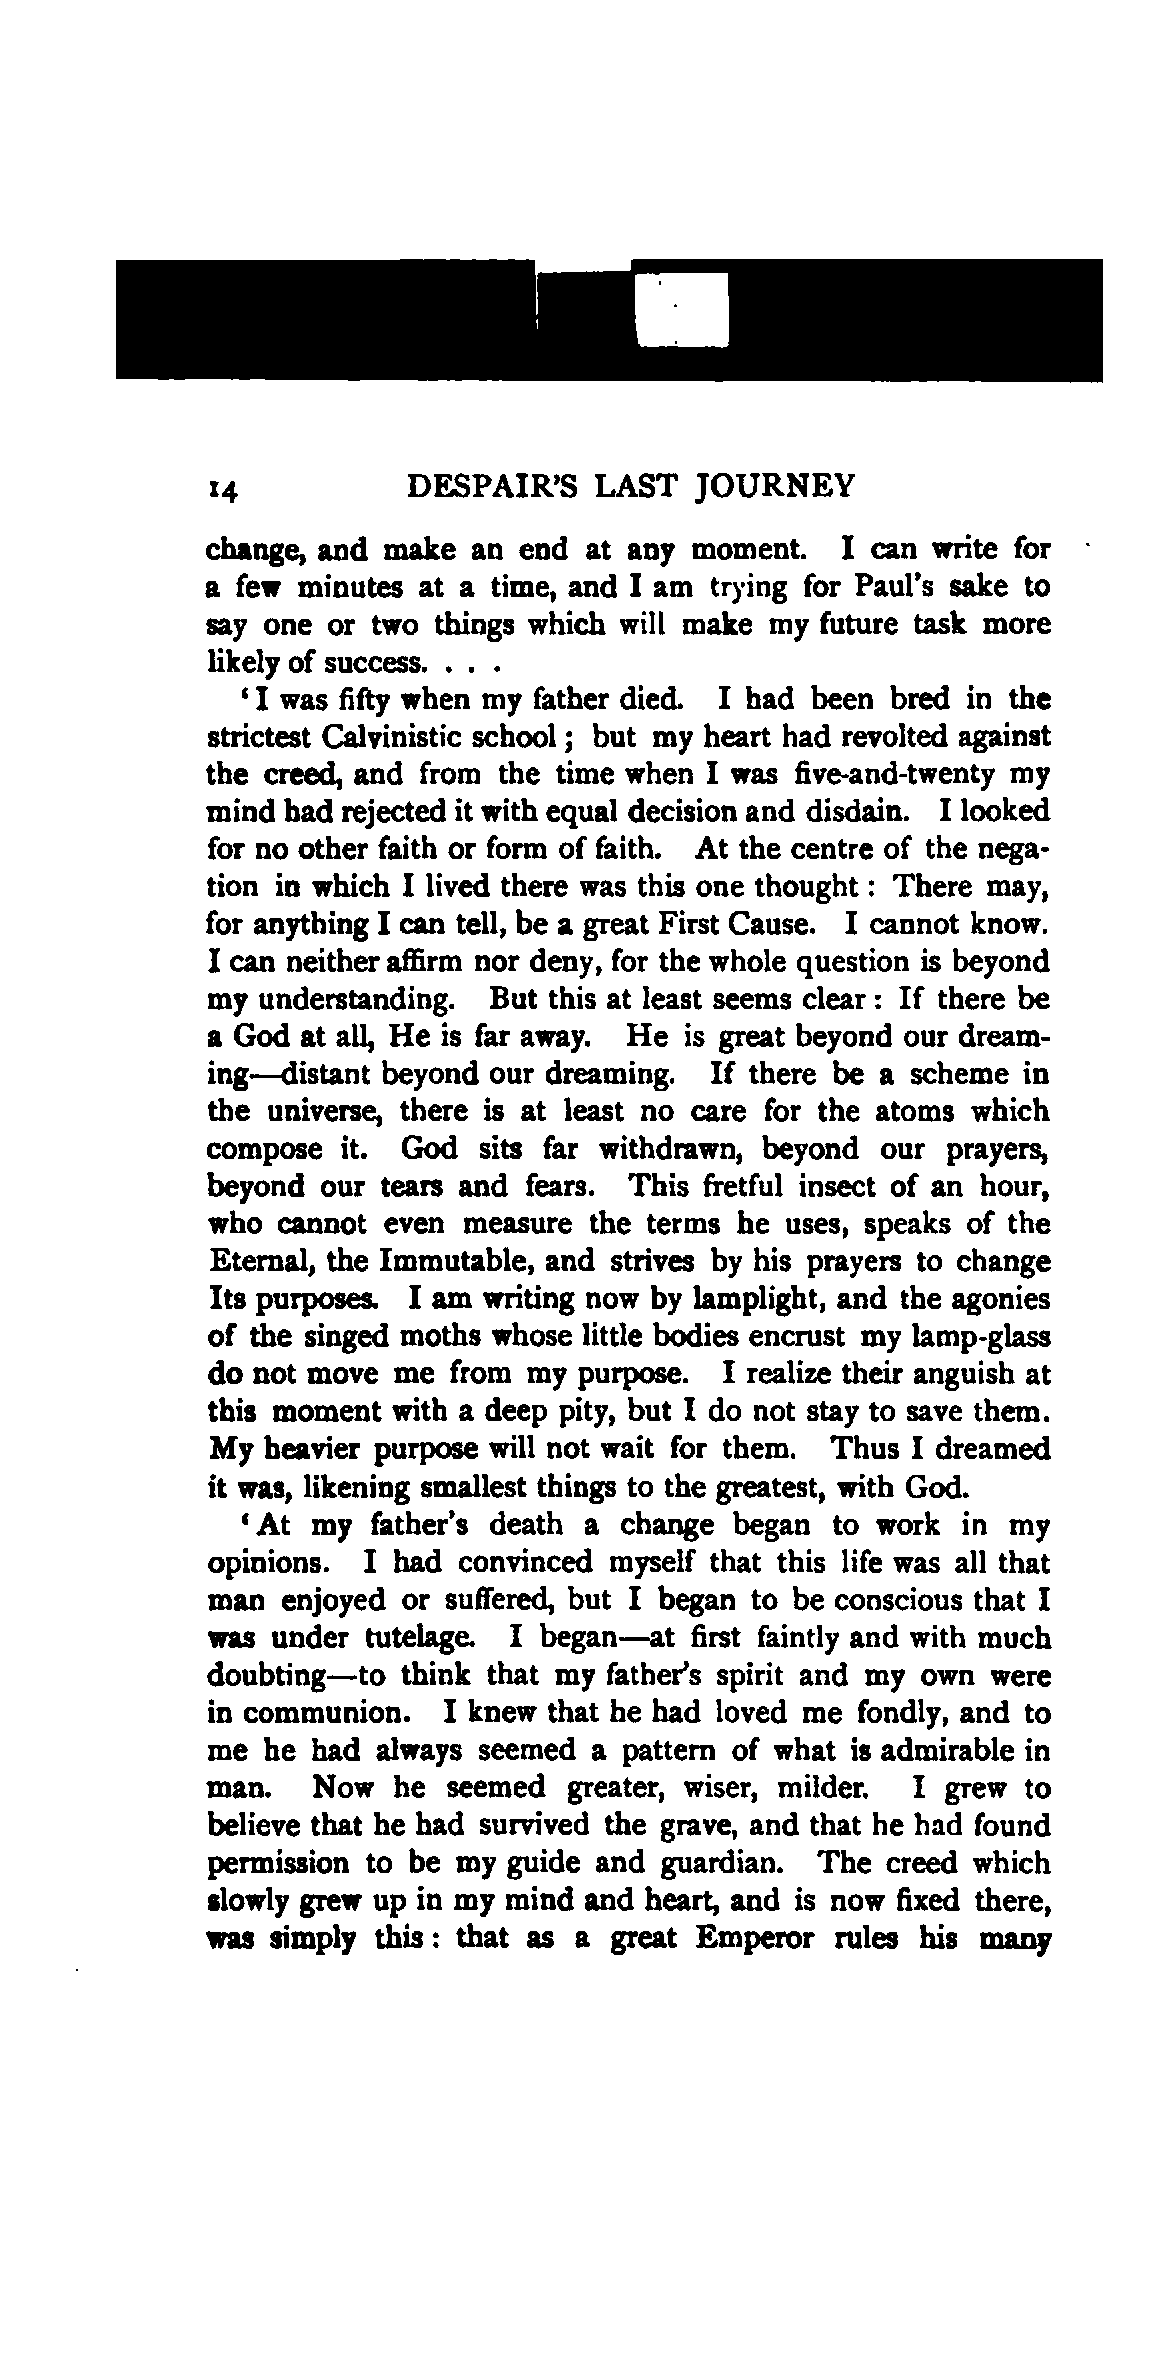 14 DESPAIR'S LAST JOURNEY
change, and make an end at any moment. I can write for
a few minutes at a time, and I am trying for Paul's sake to
say one or two things which will make my future task more
likely of success. . . .
‘I was fifty when my father died. I had been bred in the
strictest Calvinistic school; but my heart had revolted against
the creed, and from the time when I was five-and-twenty my
mind had rejected it with equal decision and disdain. I looked
for no other faith or form of faith. At the centre of the nega-
tion in which I lived there was this one thought: There may,
for anything I can tell, be a great First Cause. I cannot know.
I can neither affirm nor deny, for the whole question is beyond
my understanding. But this at least seems clear: If there be
a God at all, He is far away. He is great beyond our dream-
ing—distant beyond our dreaming. If there be a scheme in
the universe, there is at least no care for the atoms which
compose it. God sits far withdrawn, beyond our prayers,
beyond our tears and fears. This fretful insect of an hour,
who cannot even measure the terms he uses, speaks of the
Eternal, the Immutable, and strives by his prayers to change
Its purposes. I am writing now by lamplight, and the agonies
of the singed moths whose little bodies encrust my lamp-glass
do not move me from my purpose. I realize their anguish at
this moment with a deep pity, but I do not stay to save them.
My heavier purpose will not wait for them. Thus I dreamed
it was, likening smallest things to the greatest, with God.
‘At my father's death a change began to work in my
opinions. I had convinced myself that this life was all that
man enjoyed or suffered, but I began to be conscious that I
was under tutelage. I began—at first faintly and with much
doubting—to think that my father's spirit and my own were
in communion. I knew that he had loved me fondly, and to
me he had always seemed a pattern of what is admirable in
man. Now he seemed greater, wiser, milder. I grew to
believe that he had survived the grave, and that he had found
permission to be my guide and guardian. The creed which
slowly grew up in my mind and heart, and is now fixed there,
was simply this: that as a great Emperor rules his many